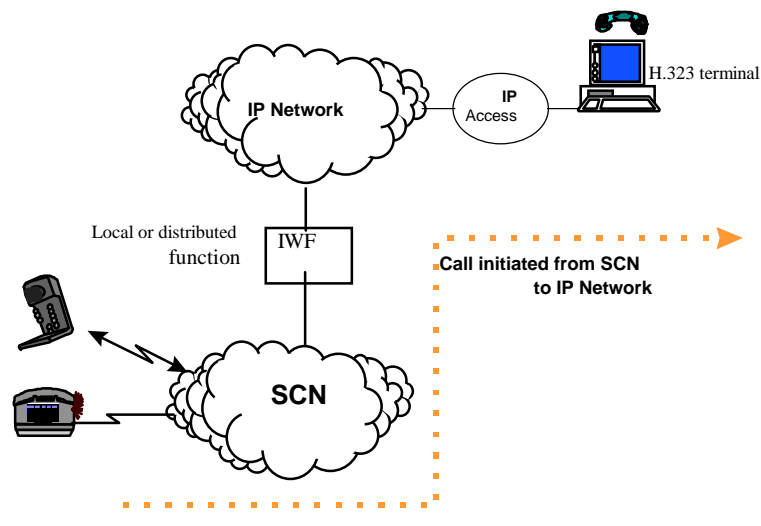 H.323 terminal
IP
Access
IP Network
Local or distributed
function
IWF
Call initiated from SCN
to IP Network
SCN